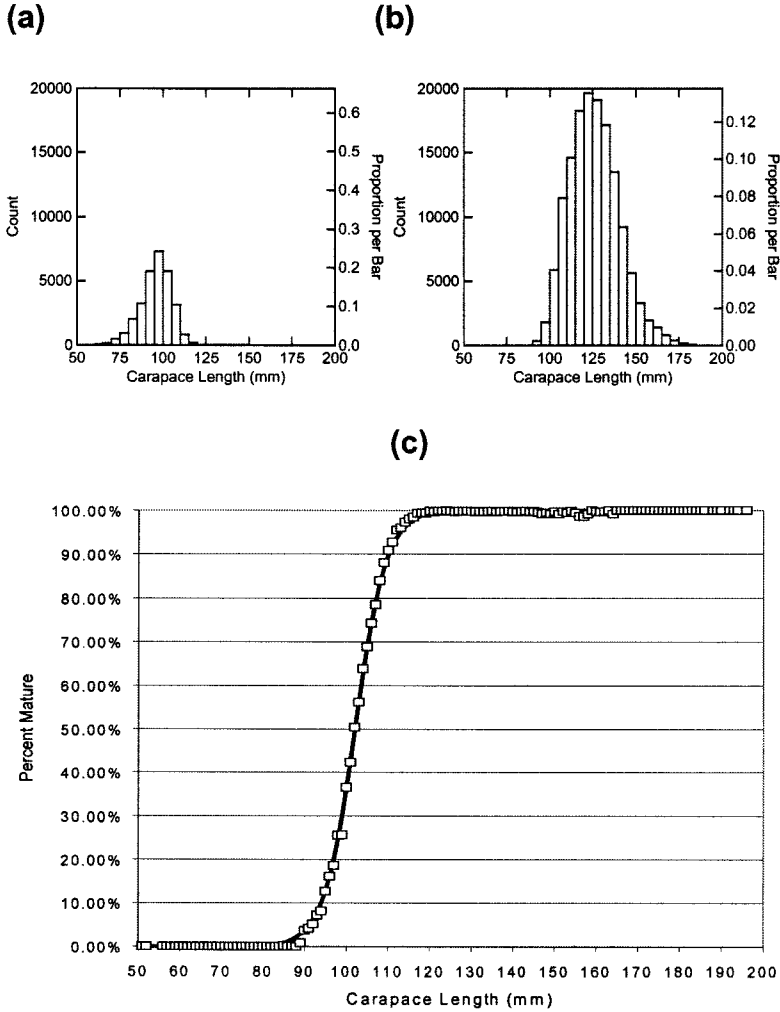 (a)
(b)
20000
15000
10000
5000
0
Count
0.6
0.5
0.4
0.3
0.2
0.1
0.0
Proportion per Bar
50 75 100 125 150 175 200
Carapace Length (mm)
20000
15000
10000
5000
0
Count
0.12
0.10
0.08
0.06
0.04
0.02
0.00
Proportion per Bar
50 75 100 125 150 175 200
Carapace Length (mm)
(c)
100.00%
90.00%
80.00%
70.00%
60.00%
50.00%
40.00%
30.00%
20.00%
10.00%
0.00%
Percent Mature
50 60 70 80 90 100 110 120 130 140 150 160 170 180 190 200
Carapace Length (mm)